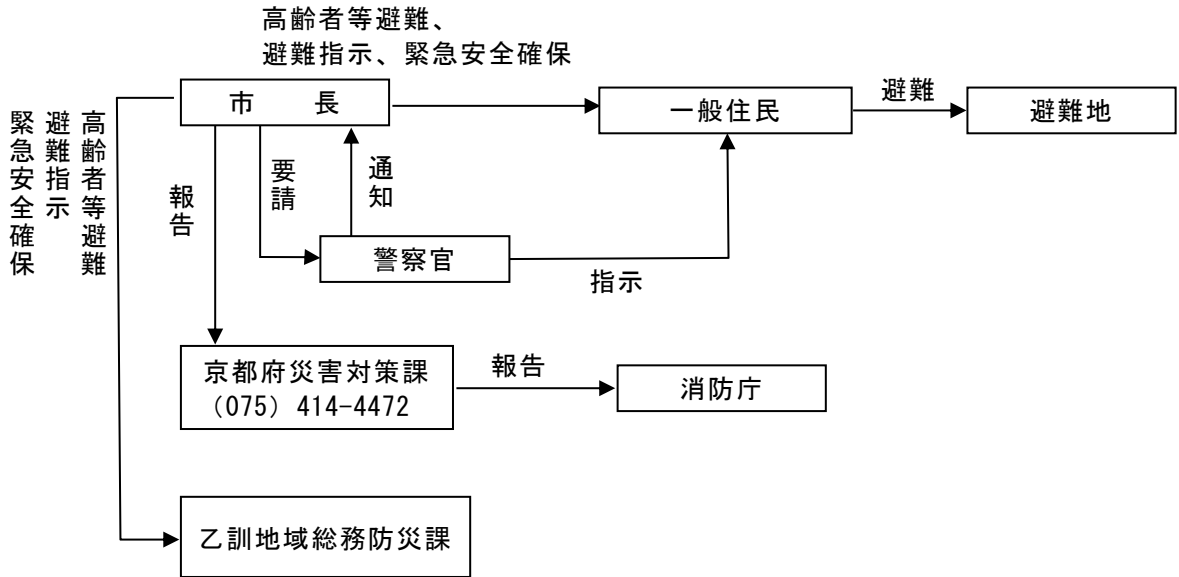 高齢者等避難、
避難指示、緊急安全確保
市　　長
一般住民
避難
避難地
高齢者等避難
避難指示
緊急安全確保
報告
要請
通知
警察官
指示
京都府災害対策課
（075）414-4472
報告
消防庁
乙訓地域総務防災課